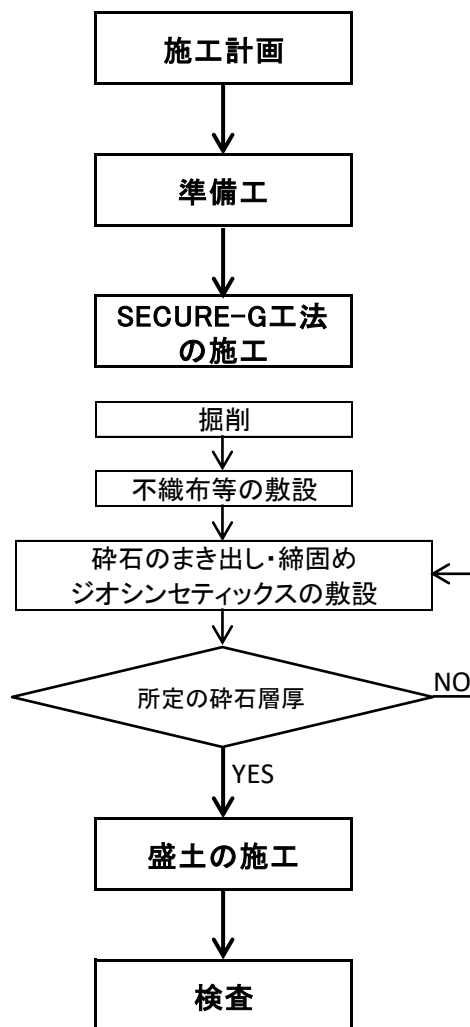 施工計画
準備工
SECURE-G工法
の施工
掘削
不織布等の敷設
砕石のまき出し・締固め
ジオシンセティックスの敷設
所定の砕石層厚
NO
YES
盛土の施工
検査